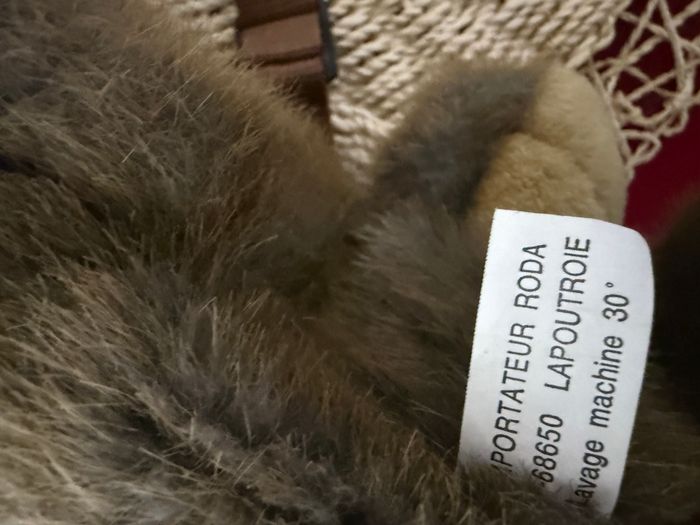 PORTATEUR RODA
-68650 LAPOUTROIE
Lavage machine 30°